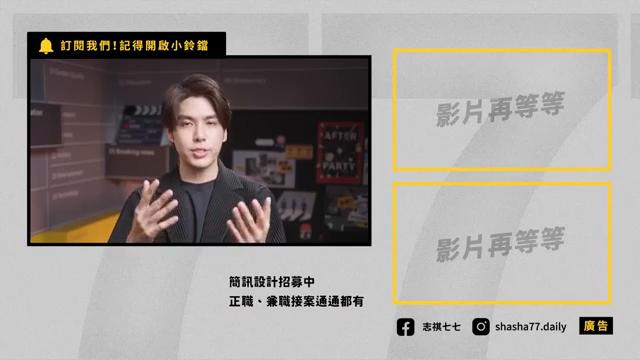 訂閱我們！記得開啟小鈴鐺
AFTER
PARTY
影片再等等
影片再等等
簡訊設計招募中
正職、兼職接案通通都有
志祺七七
shasha77.daily
廣告